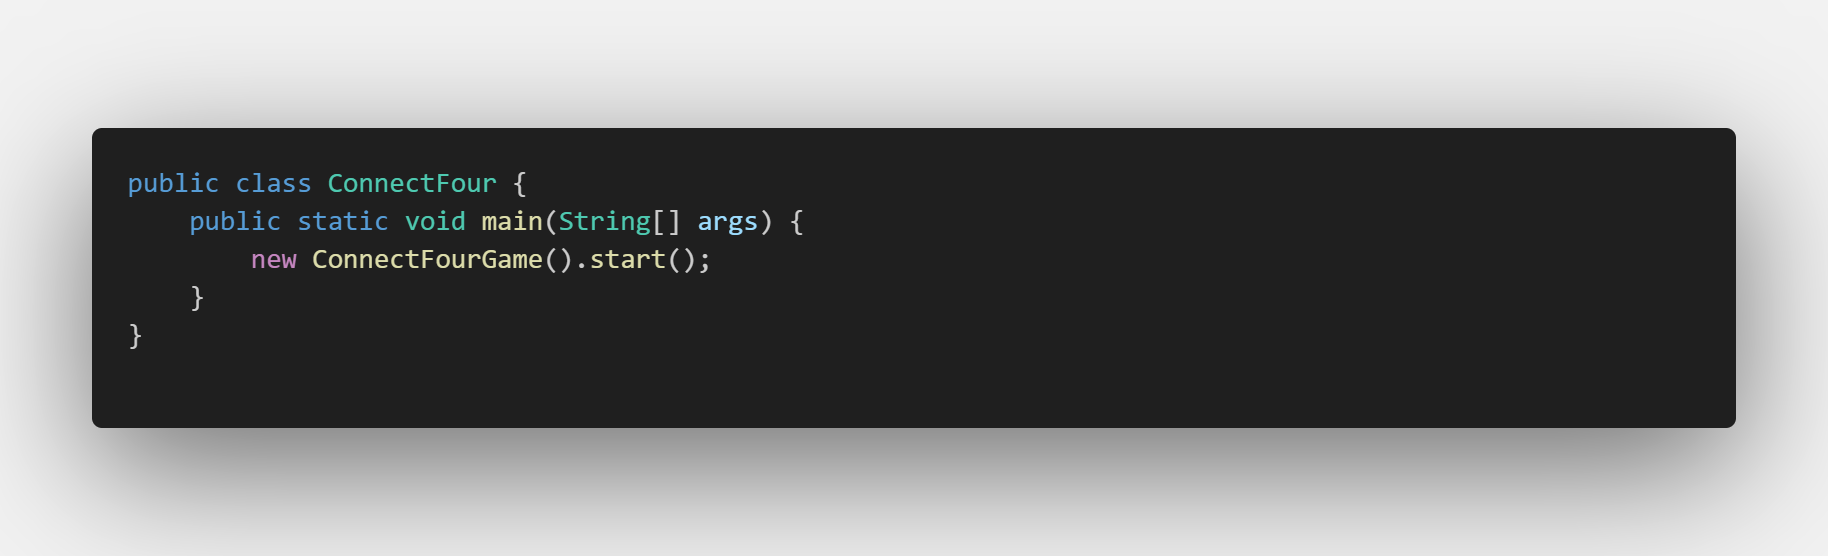 public class ConnectFour {
    public static void main(String[] args) {
        new ConnectFourGame().start();
    }
}